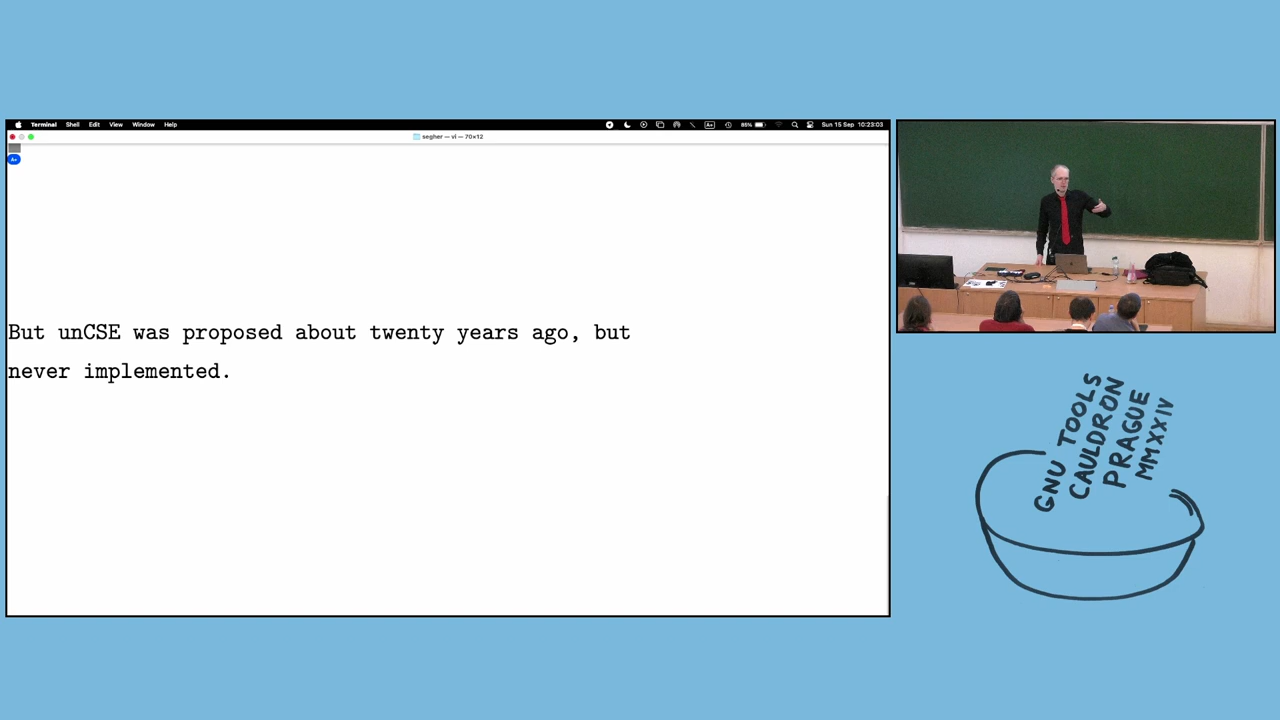 Terminal Shell Edit View Window Help
85% Sun 15 Sep 10:23:03
segher — vi — 70×12
But unCSE was proposed about twenty years ago, but
never implemented.
GNU TOOLS
CAULDRON
PRAGUE
MMXXIV